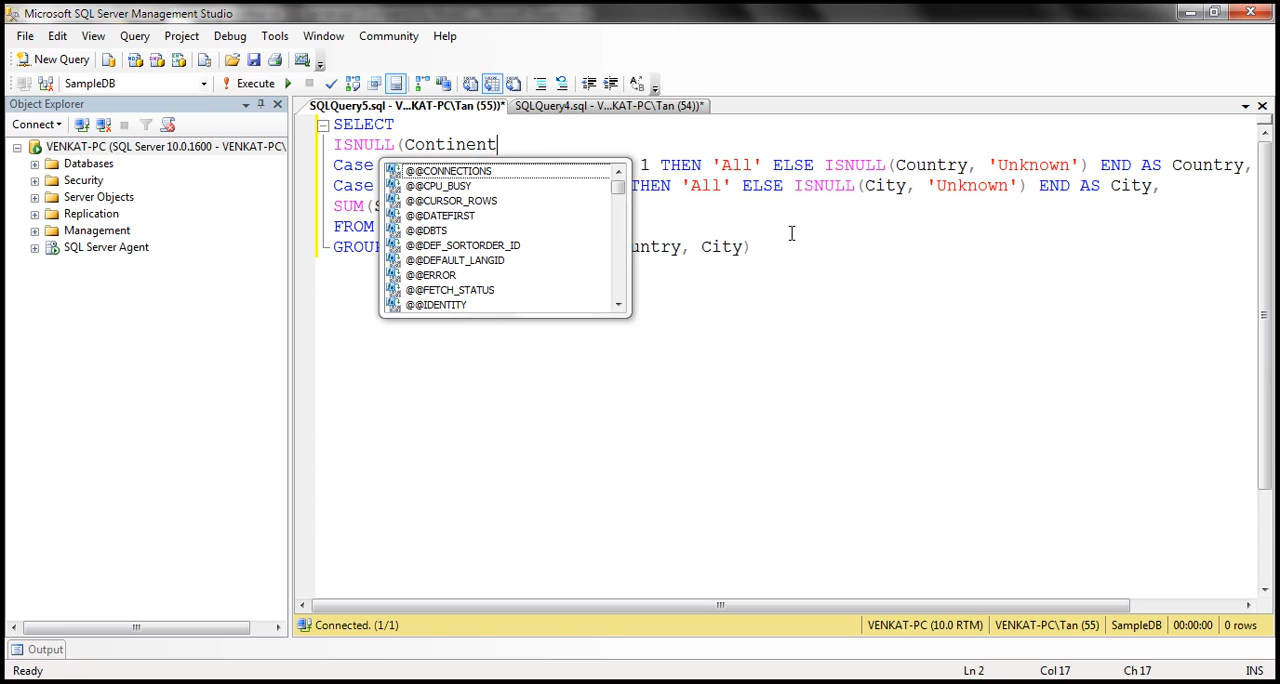 Microsoft SQL Server Management Studio
File Edit View Query Project Debug Tools Window Community Help
New Query
SampleDB Execute
Object Explorer
SQLQuery5.sql - V...KAT-PC\Tan (55))* SQLQuery4.sql - V...KAT-PC\Tan (54))*
Connect
VENKAT-PC (SQL Server 10.0.1600 - VENKAT-PC\
Databases
Security
Server Objects
Replication
Management
SQL Server Agent
SELECT
ISNULL(Continent
Case 1 THEN 'All' ELSE ISNULL(Country, 'Unknown') END AS Country,
Case THEN 'All' ELSE ISNULL(City, 'Unknown') END AS City,
SUM(
FROM
GROU untry, City)
@@CONNECTIONS
@@CPU_BUSY
@@CURSOR_ROWS
@@DATEFIRST
@@DBTS
@@DEF_SORTORDER_ID
@@DEFAULT_LANGID
@@ERROR
@@FETCH_STATUS
@@IDENTITY
Connected. (1/1) VENKAT-PC (10.0 RTM) VENKAT-PC\Tan (55) SampleDB 00:00:00 0 rows
Output
Ready Ln 2 Col 17 Ch 17 INS